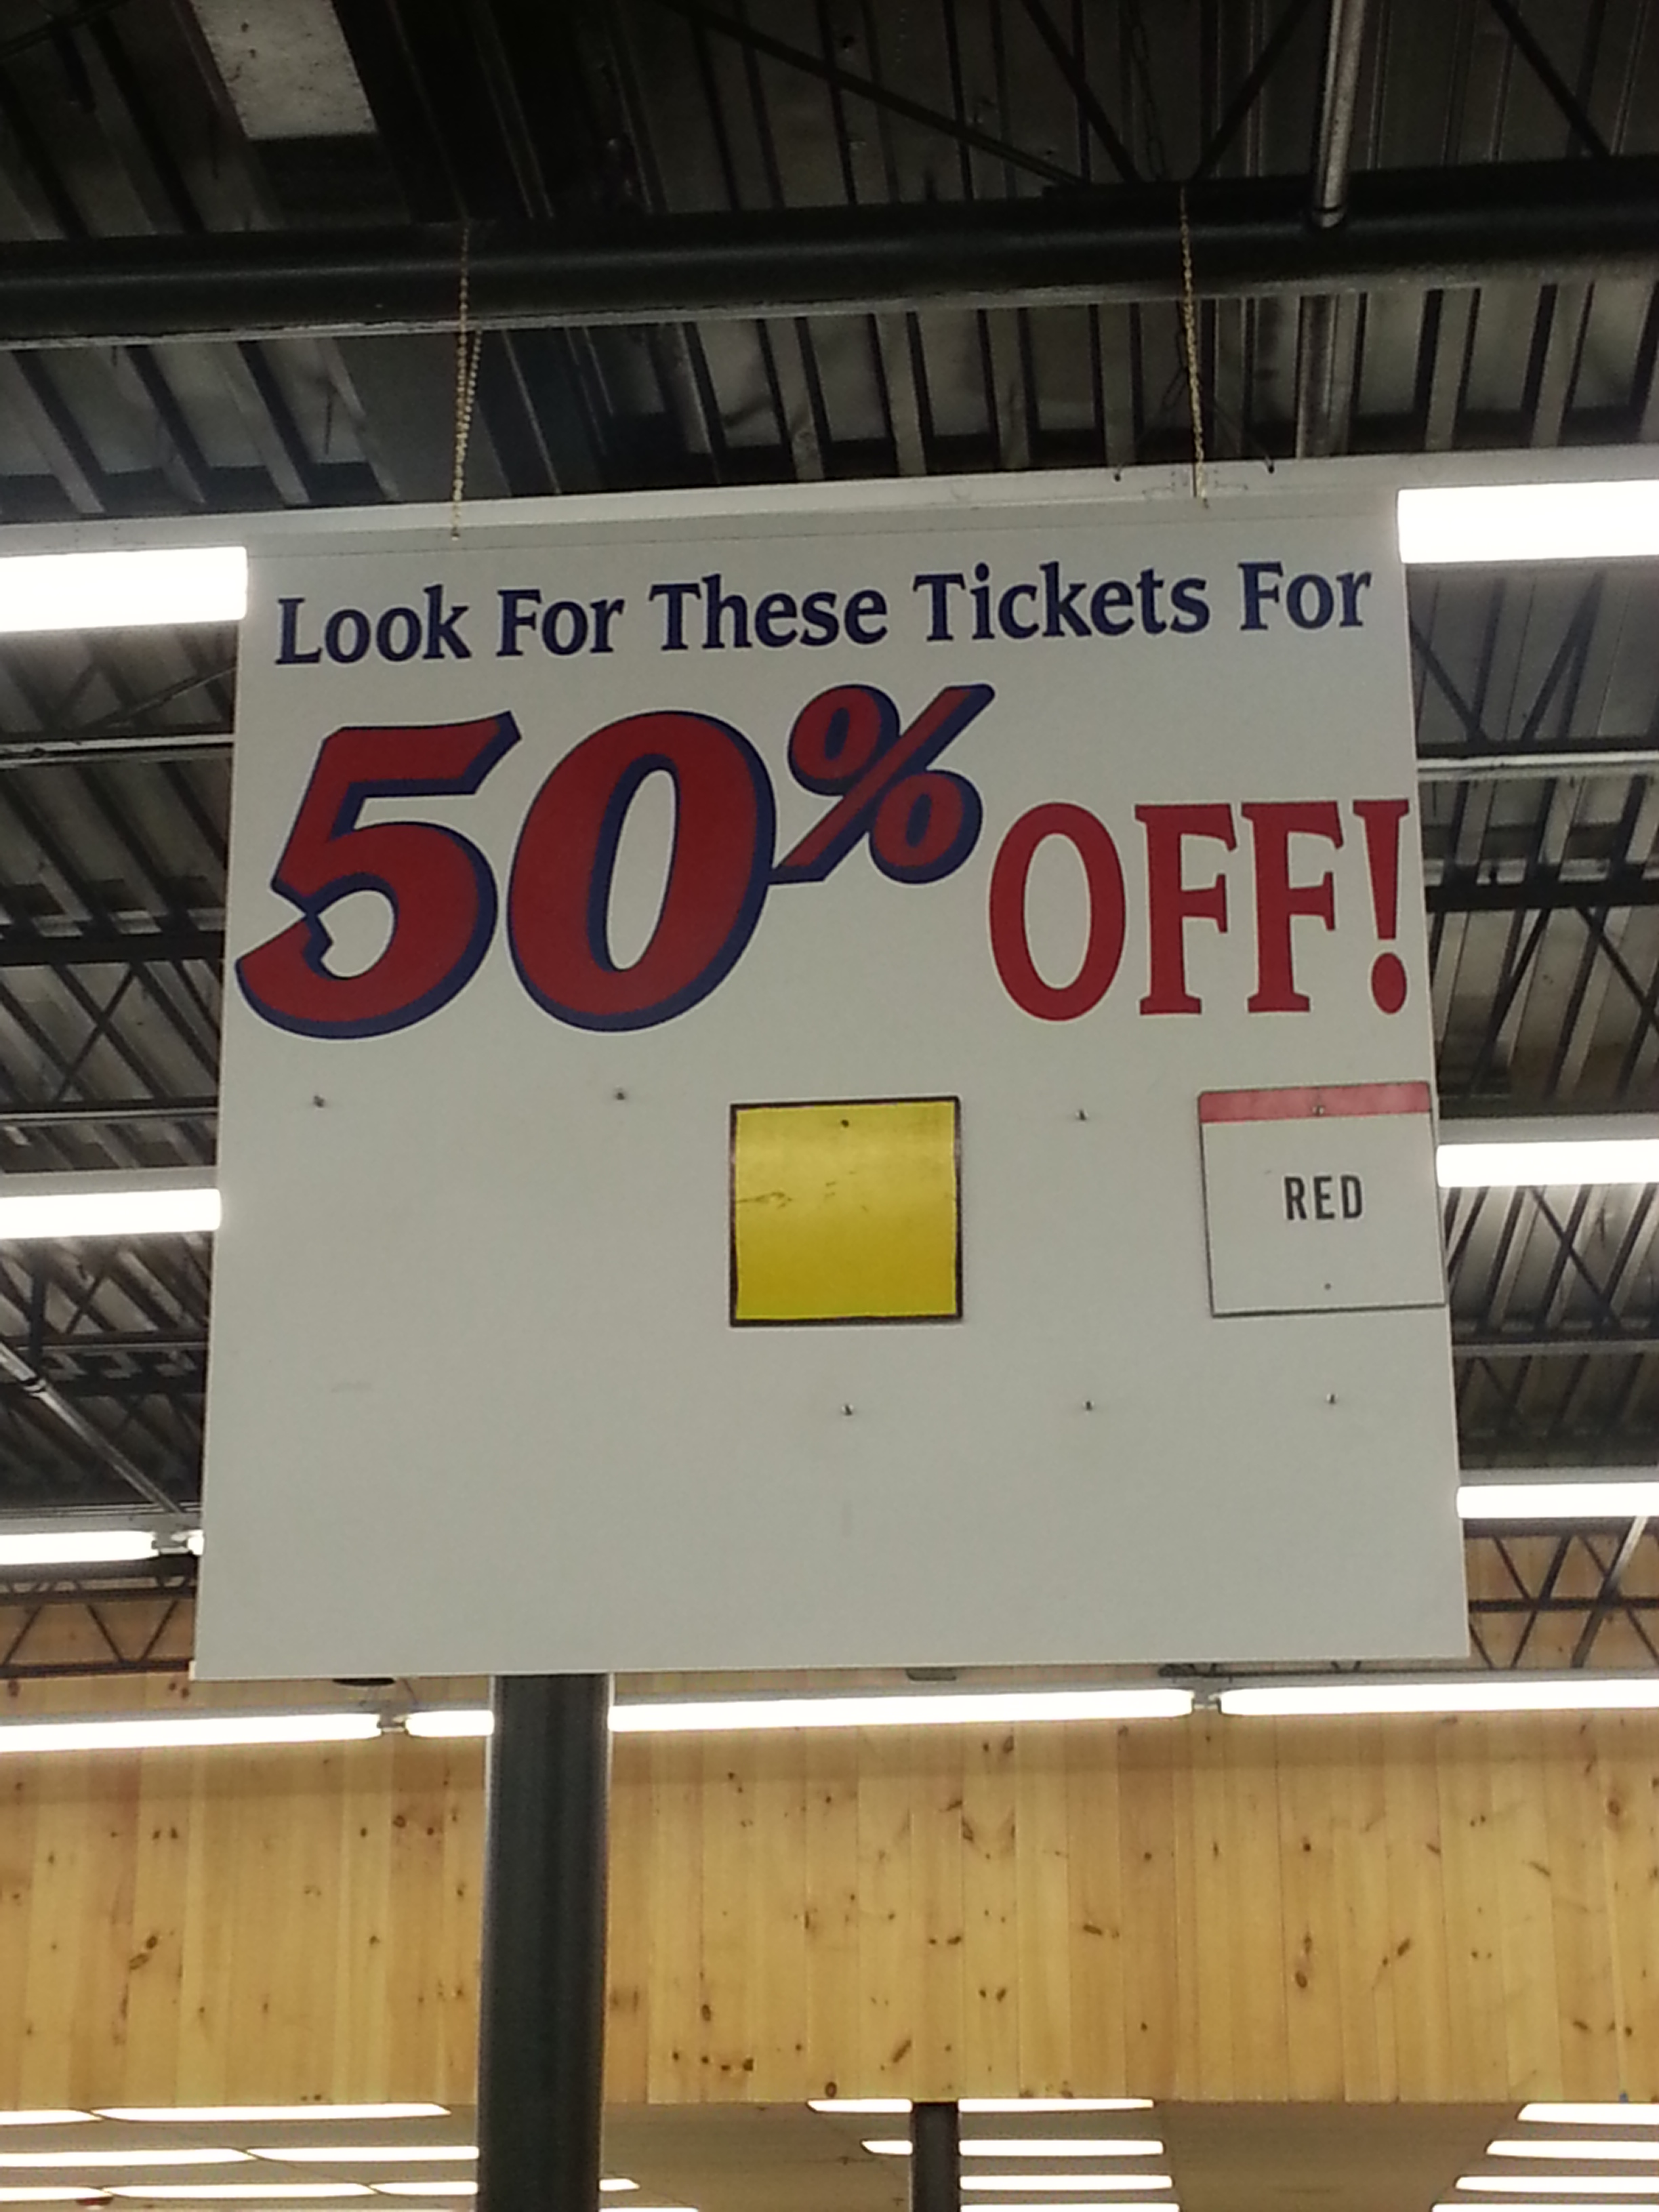 Look For These Tickets For
50% OFF!
RED